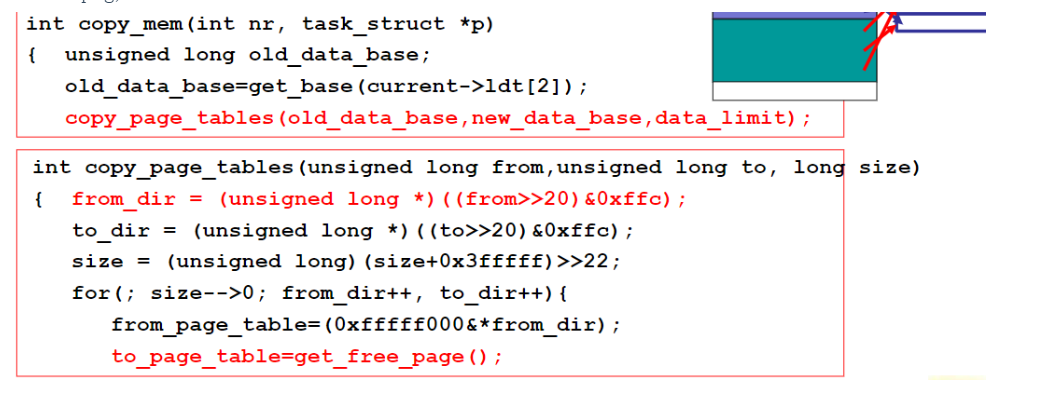 int copy_mem(int nr, task_struct *p)
{ unsigned long old_data_base;
old_data_base=get_base(current->ldt[2]);
copy_page_tables(old_data_base,new_data_base,data_limit);
int copy_page_tables(unsigned long from,unsigned long to, long size)
{ from_dir = (unsigned long *)((from>>20)&0xffc);
to_dir = (unsigned long *)((to>>20)&0xffc);
size = (unsigned long)(size+0x3fffff)>>22;
for(; size-->0; from_dir++, to_dir++){
from_page_table=(0xfffff000&*from_dir);
to_page_table=get_free_page();